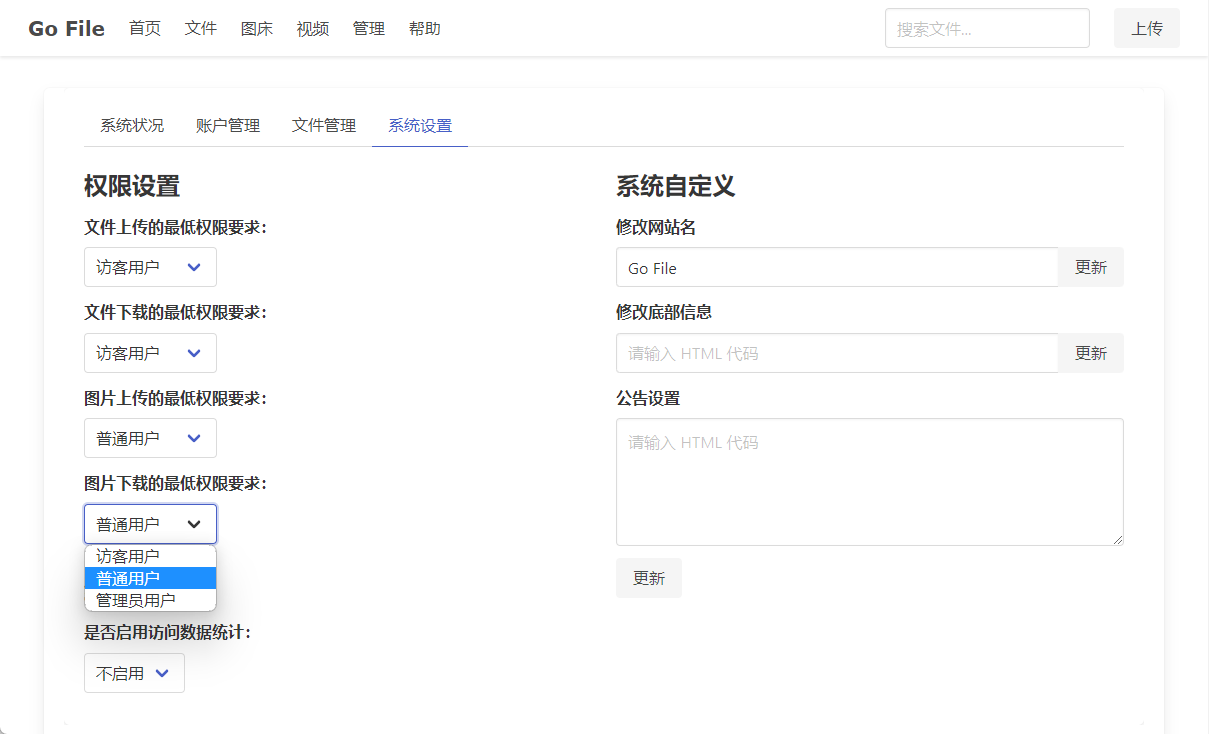 Go File 首页 文件 图床 视频 管理 帮助 搜索文件... 上传
系统状况 账户管理 文件管理 系统设置
权限设置
文件上传的最低权限要求：
访客用户
文件下载的最低权限要求：
访客用户
图片上传的最低权限要求：
普通用户
图片下载的最低权限要求：
普通用户
访客用户
普通用户
管理员用户
是否启用访问数据统计：
不启用
系统自定义
修改网站名
Go File 更新
修改底部信息
请输入 HTML 代码 更新
公告设置
请输入 HTML 代码
更新